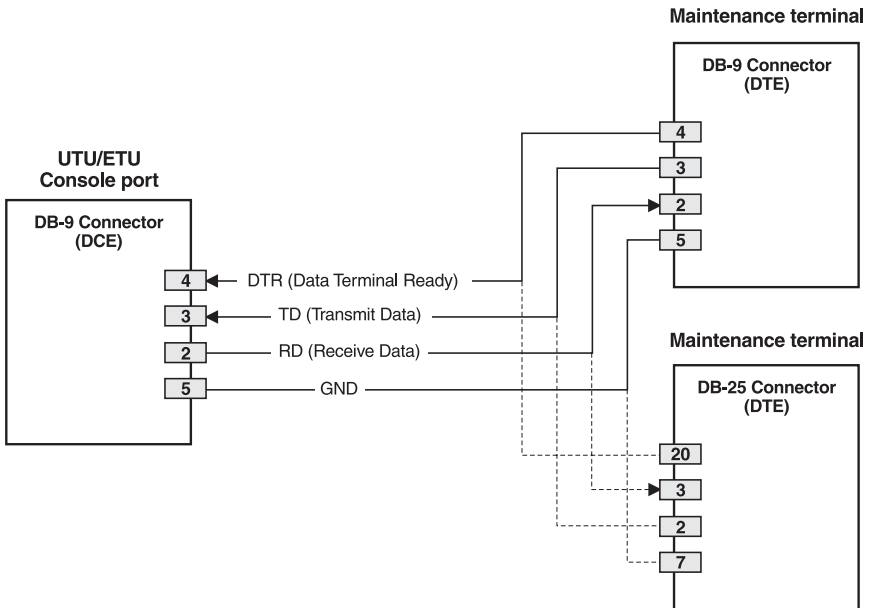 Maintenance terminal
DB-9 Connector
(DTE)
4
3
2
5
UTU/ETU
Console port
DB-9 Connector
(DCE)
4
DTR (Data Terminal Ready)
3
TD (Transmit Data)
2
RD (Receive Data)
5
GND
Maintenance terminal
DB-25 Connector
(DTE)
20
3
2
7